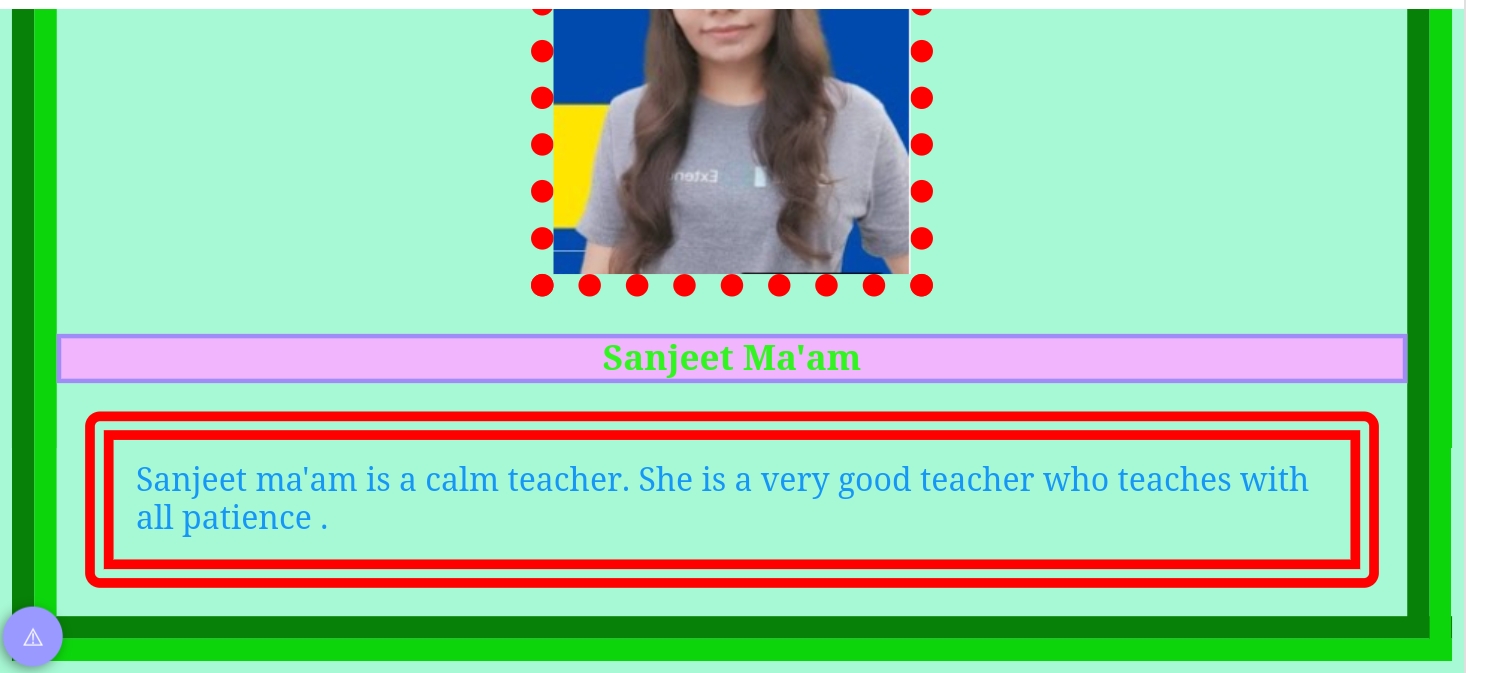 Sanjeet Ma'am
Sanjeet ma'am is a calm teacher. She is a very good teacher who teaches with
all patience .